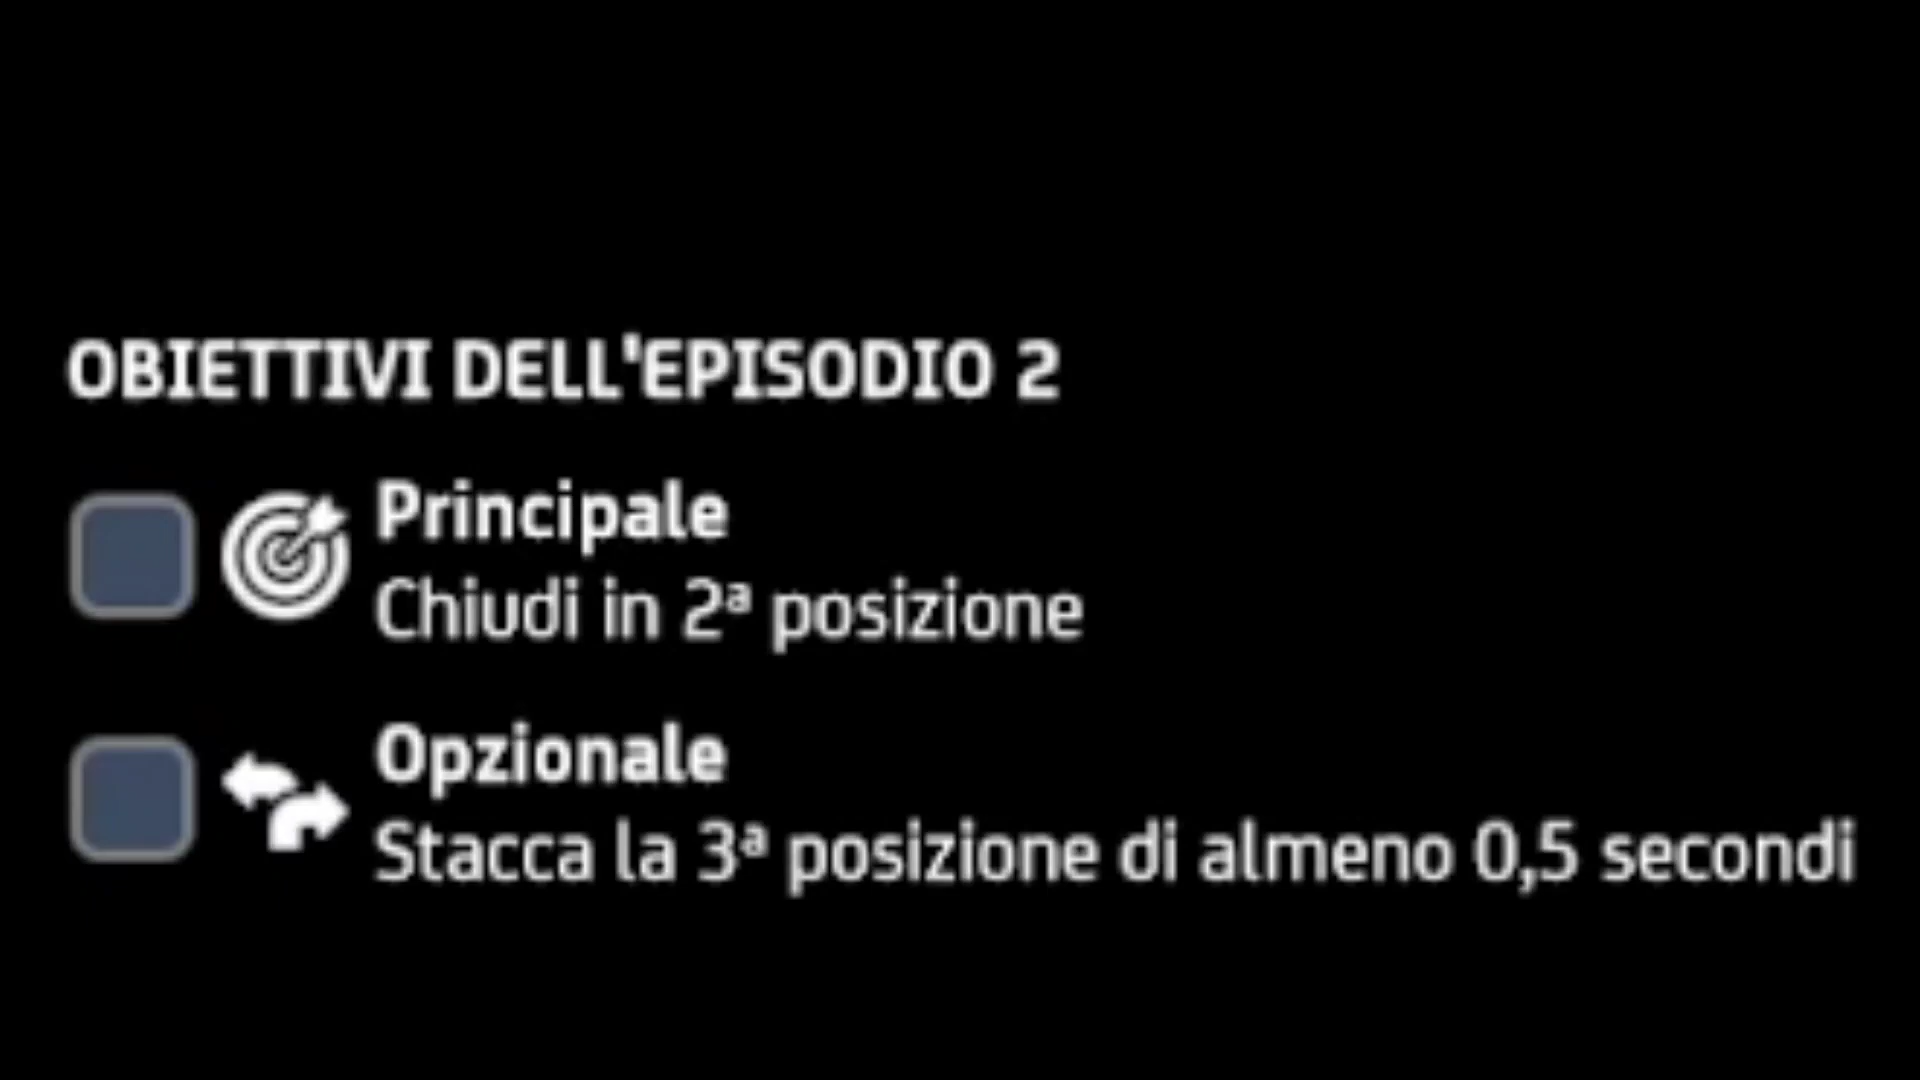 OBIETTIVI DELL'EPISODIO 2
Principale
Chiudi in 2ª posizione
Opzionale
Stacca la 3ª posizione di almeno 0,5 secondi